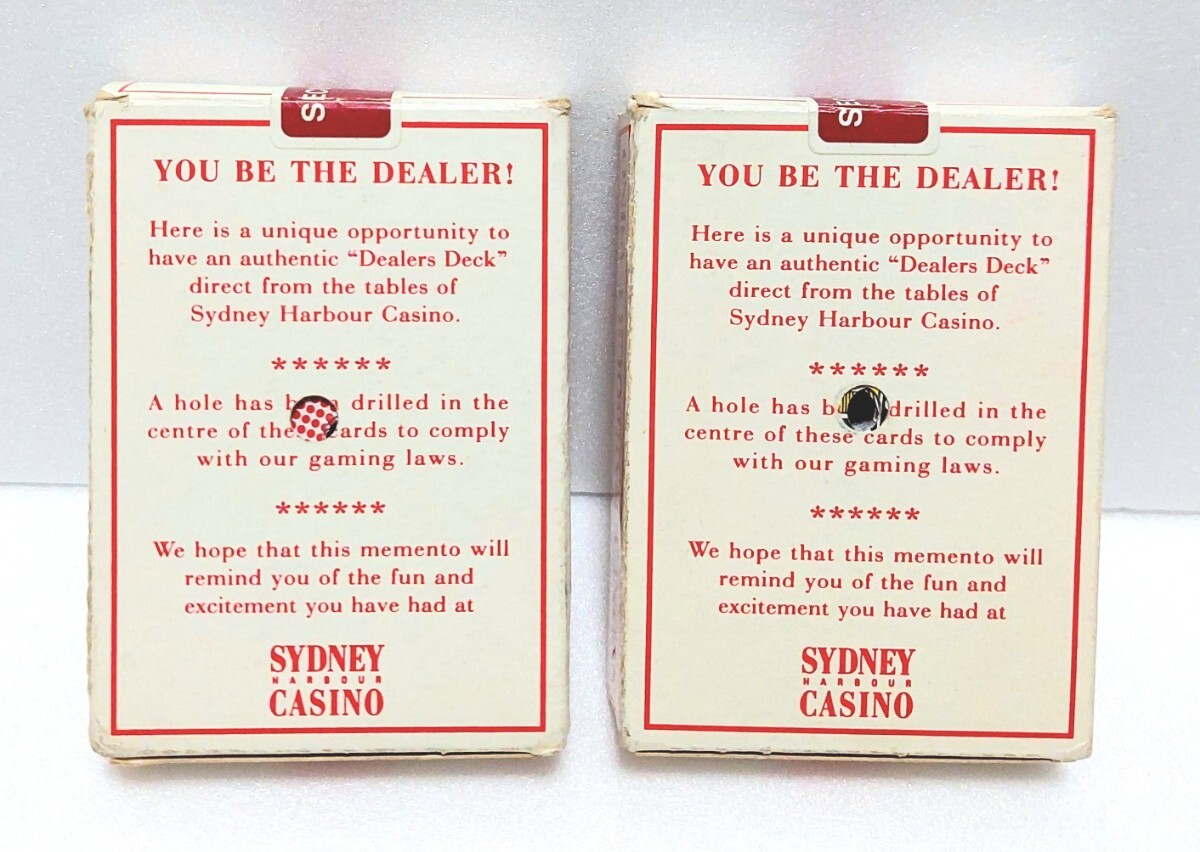 SEC
YOU BE THE DEALER!
Here is a unique opportunity to
have an authentic “Dealers Deck”
direct from the tables of
Sydney Harbour Casino.
******
A hole has drilled in the
centre of cards to comply
with our gaming laws.
******
We hope that this memento will
remind you of the fun and
excitement you have had at
SYDNEY
HARBOUR
CASINO
SEC
YOU BE THE DEALER!
Here is a unique opportunity to
have an authentic “Dealers Deck”
direct from the tables of
Sydney Harbour Casino.
******
A hole has drilled in the
centre of these cards to comply
with our gaming laws.
******
We hope that this memento will
remind you of the fun and
excitement you have had at
SYDNEY
HARBOUR
CASINO